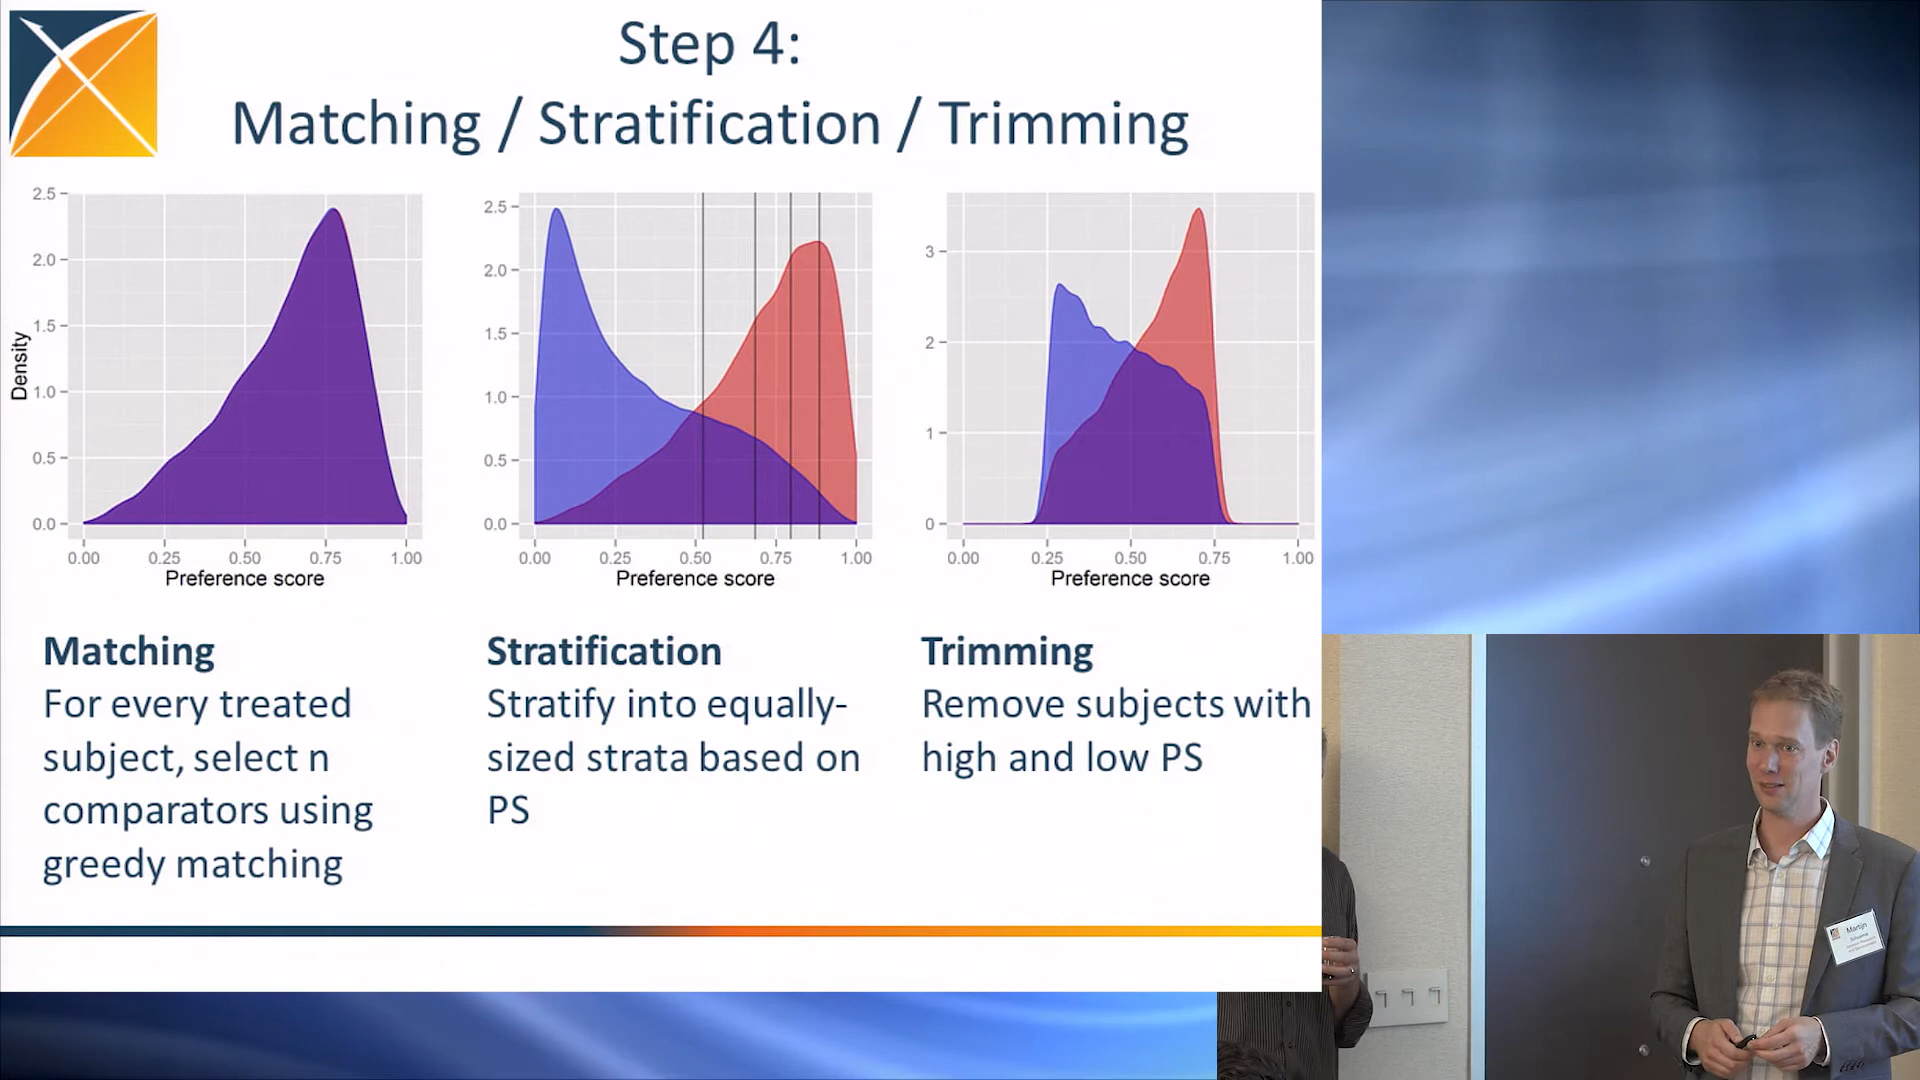 Step 4:
Matching / Stratification / Trimming
2.5
2.0
1.5
1.0
0.5
0.0
Density
0.00 0.25 0.50 0.75 1.00
Preference score
2.5
2.0
1.5
1.0
0.5
0.0
0.00 0.25 0.50 0.75 1.00
Preference score
3
2
1
0
0.00 0.25 0.50 0.75 1.00
Preference score
Matching
For every treated
subject, select n
comparators using
greedy matching
Stratification
Stratify into equally-
sized strata based on
PS
Trimming
Remove subjects with
high and low PS
Martijn